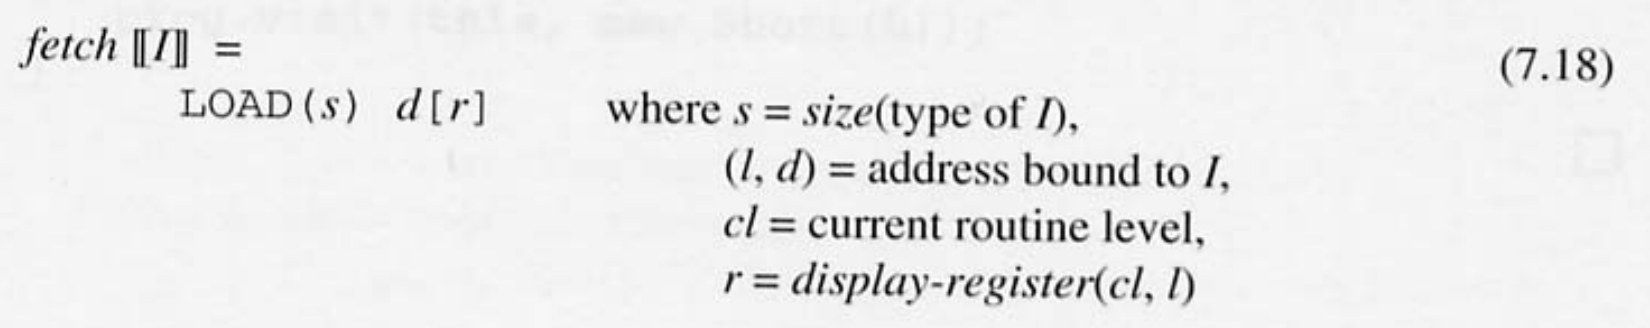 fetch ⟦I⟧ =
(7.18)
LOAD(s) d[r] where s = size(type of I),
(l, d) = address bound to I,
cl = current routine level,
r = display-register(cl, l)